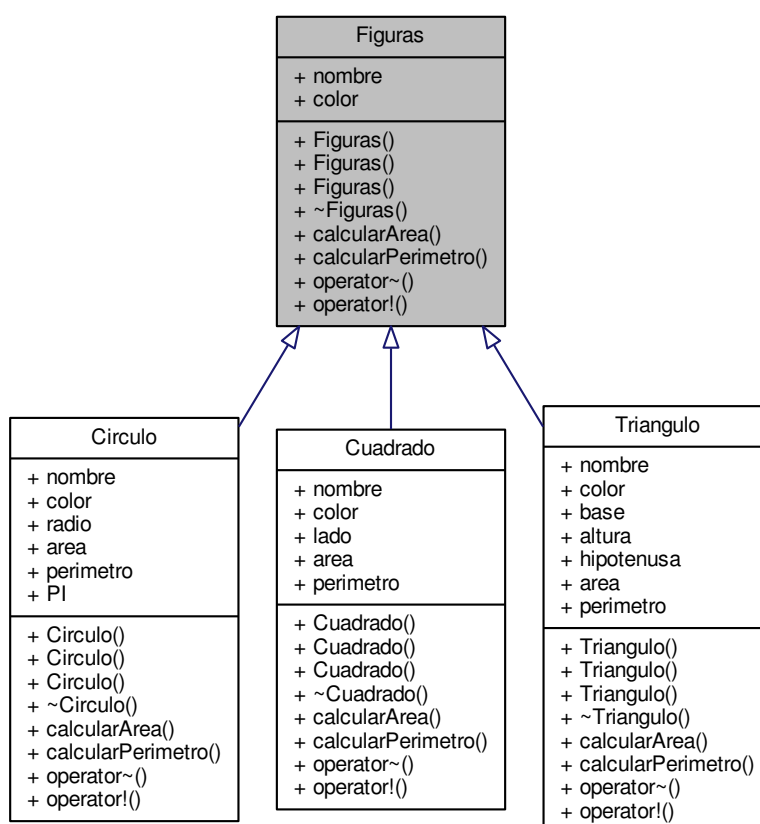 Figuras
+ nombre
+ color
+ Figuras()
+ Figuras()
+ Figuras()
+ ~Figuras()
+ calcularArea()
+ calcularPerimetro()
+ operator~()
+ operator!()
Circulo
+ nombre
+ color
+ radio
+ area
+ perimetro
+ PI
+ Circulo()
+ Circulo()
+ Circulo()
+ ~Circulo()
+ calcularArea()
+ calcularPerimetro()
+ operator~()
+ operator!()
Cuadrado
+ nombre
+ color
+ lado
+ area
+ perimetro
+ Cuadrado()
+ Cuadrado()
+ Cuadrado()
+ ~Cuadrado()
+ calcularArea()
+ calcularPerimetro()
+ operator~()
+ operator!()
Triangulo
+ nombre
+ color
+ base
+ altura
+ hipotenusa
+ area
+ perimetro
+ Triangulo()
+ Triangulo()
+ Triangulo()
+ ~Triangulo()
+ calcularArea()
+ calcularPerimetro()
+ operator~()
+ operator!()